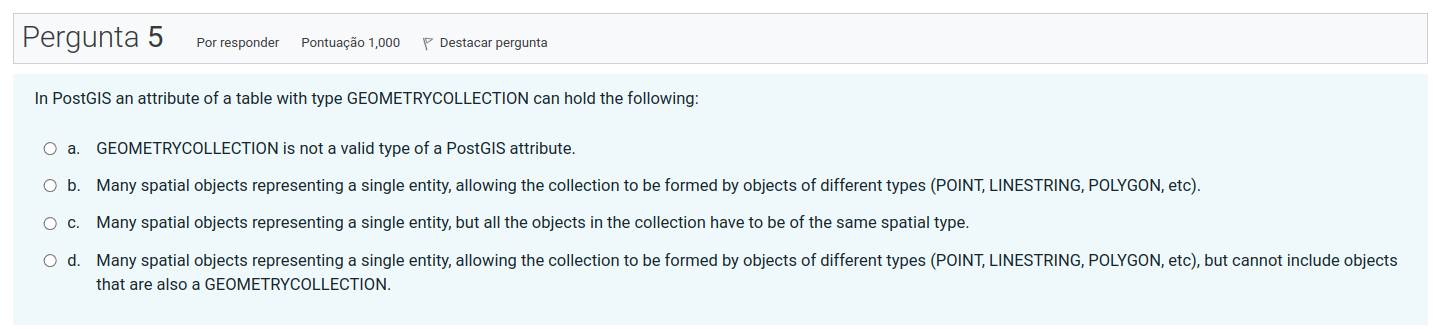 Pergunta 5 Por responder Pontuação 1,000 Destacar pergunta
In PostGIS an attribute of a table with type GEOMETRYCOLLECTION can hold the following:
a. GEOMETRYCOLLECTION is not a valid type of a PostGIS attribute.
b. Many spatial objects representing a single entity, allowing the collection to be formed by objects of different types (POINT, LINESTRING, POLYGON, etc).
c. Many spatial objects representing a single entity, but all the objects in the collection have to be of the same spatial type.
d. Many spatial objects representing a single entity, allowing the collection to be formed by objects of different types (POINT, LINESTRING, POLYGON, etc), but cannot include objects
that are also a GEOMETRYCOLLECTION.